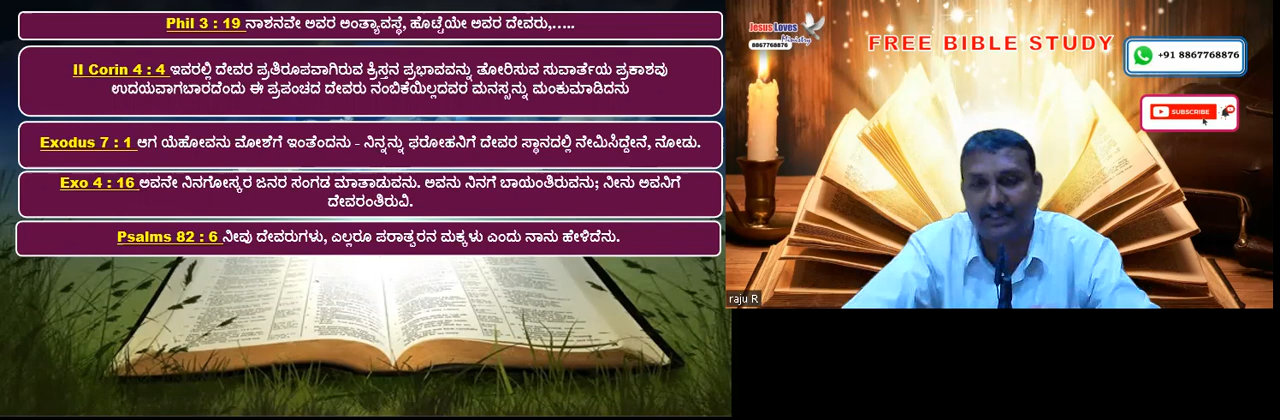 Phil 3 : 19 ನಾಶನವೇ ಅವರ ಅಂತ್ಯಾವಸ್ಥೆ, ಹೊಟ್ಟೆಯೇ ಅವರ ದೇವರು,.....
II Corin 4 : 4 ಇವರಲ್ಲಿ ದೇವರ ಪ್ರತಿರೂಪವಾಗಿರುವ ಕ್ರಿಸ್ತನ ಪ್ರಭಾವವನ್ನು ತೋರಿಸುವ ಸುವಾರ್ತೆಯ ಪ್ರಕಾಶವು
ಉದಯವಾಗಬಾರದೆಂದು ಈ ಪ್ರಪಂಚದ ದೇವರು ನಂಬಿಕೆಯಿಲ್ಲದವರ ಮನಸ್ಸನ್ನು ಮಂಕುಮಾಡಿದನು
Exodus 7 : 1 ಆಗ ಯೆಹೋವನು ಮೋಶೆಗೆ ಇಂತೆಂದನು - ನಿನ್ನನ್ನು ಫರೋಹನಿಗೆ ದೇವರ ಸ್ಥಾನದಲ್ಲಿ ನೇಮಿಸಿದ್ದೇನೆ, ನೋಡು.
Exo 4 : 16 ಅವನೇ ನಿನಗೋಸ್ಕರ ಜನರ ಸಂಗಡ ಮಾತಾಡುವನು. ಅವನು ನಿನಗೆ ಬಾಯಂತಿರುವನು; ನೀನು ಅವನಿಗೆ
ದೇವರಂತಿರುವಿ.
Psalms 82 : 6 ನೀವು ದೇವರುಗಳು, ಎಲ್ಲರೂ ಪರಾತ್ಪರನ ಮಕ್ಕಳು ಎಂದು ನಾನು ಹೇಳಿದೆನು.
Jesus Loves
Ministry
8867768876
FREE BIBLE STUDY
+91 8867768876
SUBSCRIBE
raju R